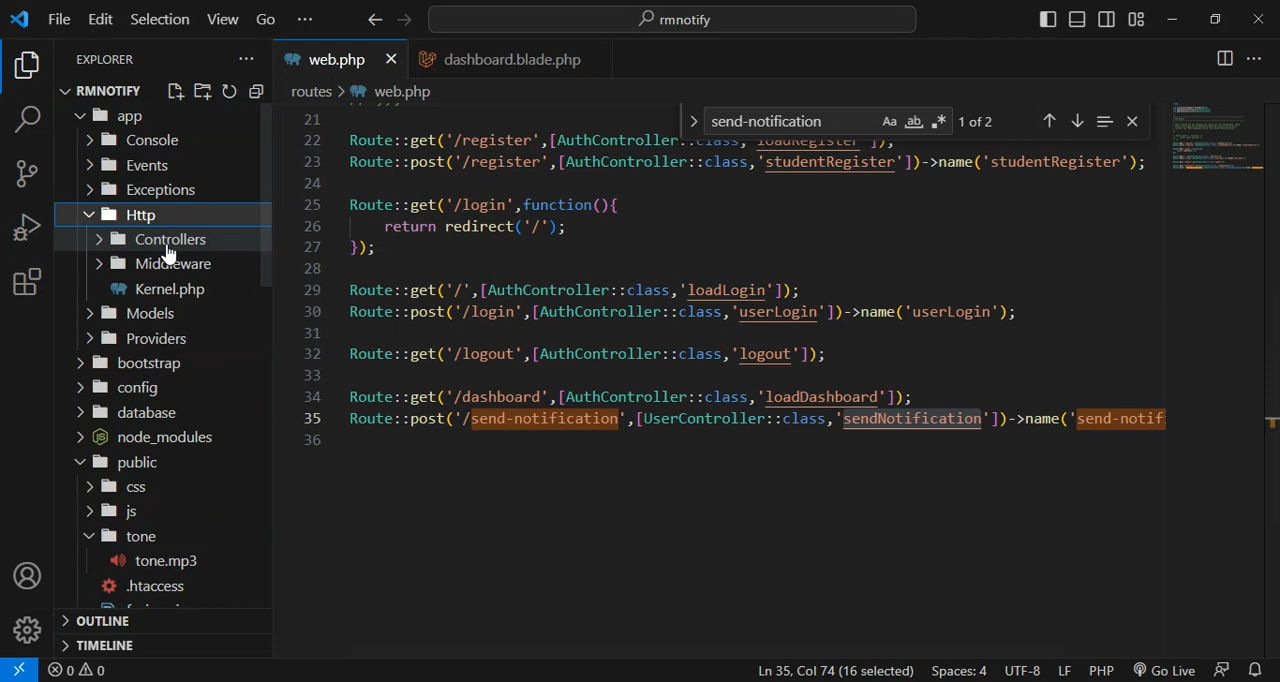 File Edit Selection View Go ··· rmnotify
EXPLORER ···
web.php
dashboard.blade.php
RMNOTIFY
routes > web.php
app
Console
Events
Exceptions
Http
Controllers
Middleware
Kernel.php
Models
Providers
bootstrap
config
database
node_modules
public
css
js
tone
tone.mp3
.htaccess
OUTLINE
TIMELINE
send-notification Aa ab .* 1 of 2
21
22 Route::get('/register',[AuthController::class,'loadRegister']);
23 Route::post('/register',[AuthController::class,'studentRegister'])->name('studentRegister');
24
25 Route::get('/login',function(){
26 return redirect('/');
27 });
28
29 Route::get('/',[AuthController::class,'loadLogin']);
30 Route::post('/login',[AuthController::class,'userLogin'])->name('userLogin');
31
32 Route::get('/logout',[AuthController::class,'logout']);
33
34 Route::get('/dashboard',[AuthController::class,'loadDashboard']);
35 Route::post('/send-notification',[UserController::class,'sendNotification'])->name('send-notif
36
0 0 Ln 35, Col 74 (16 selected) Spaces: 4 UTF-8 LF PHP Go Live